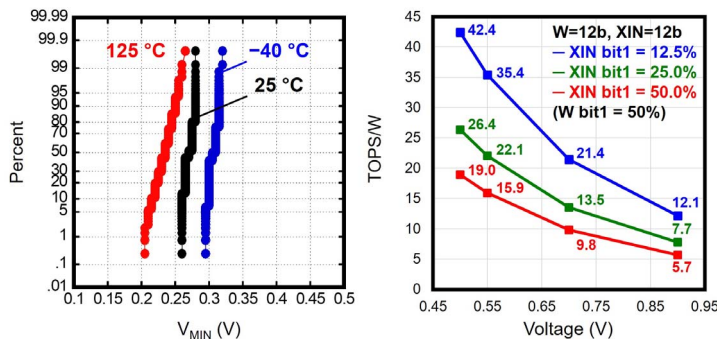 99.99
99.9
99
95
90
80
70
50
30
20
10
5
1
.1
.01
Percent
125 °C
−40 °C
25 °C
0.1 0.15 0.2 0.25 0.3 0.35 0.4 0.45 0.5
VMIN (V)
45
40
35
30
25
20
15
10
5
0
TOPS/W
W=12b, XIN=12b
XIN bit1 = 12.5%
XIN bit1 = 25.0%
XIN bit1 = 50.0%
(W bit1 = 50%)
42.4
35.4
21.4
12.1
26.4
22.1
13.5
7.7
19.0
15.9
9.8
5.7
0.45 0.55 0.65 0.75 0.85 0.95
Voltage (V)